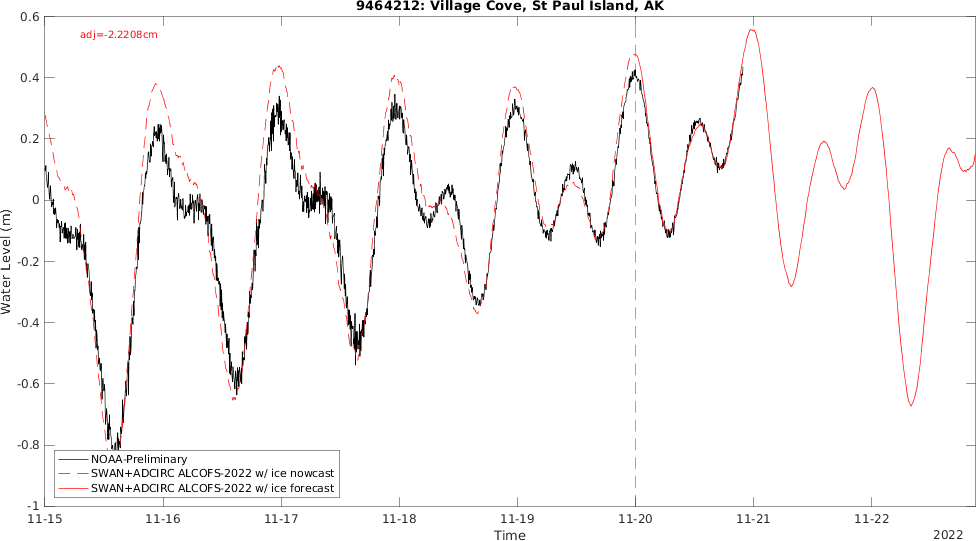 9464212: Village Cove, St Paul Island, AK
adj=-2.2208cm
0.6
0.4
0.2
0
-0.2
-0.4
-0.6
-0.8
-1
Water Level (m)
NOAA-Preliminary
SWAN+ADCIRC ALCOFS-2022 w/ ice nowcast
SWAN+ADCIRC ALCOFS-2022 w/ ice forecast
11-15 11-16 11-17 11-18 11-19 11-20 11-21 11-22
Time
2022